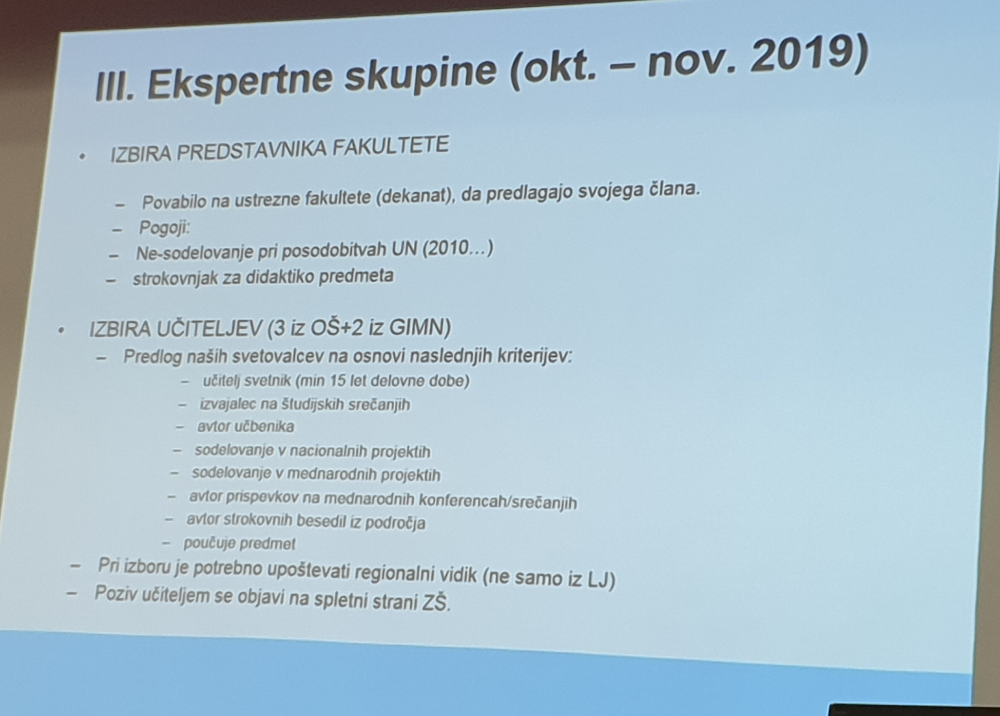 III. Ekspertne skupine (okt. – nov. 2019)
• IZBIRA PREDSTAVNIKA FAKULTETE
– Povabilo na ustrezne fakultete (dekanat), da predlagajo svojega člana.
– Pogoji:
– Ne-sodelovanje pri posodobitvah UN (2010...)
– strokovnjak za didaktiko predmeta
• IZBIRA UČITELJEV (3 iz OŠ+2 iz GIMN)
– Predlog naših svetovalcev na osnovi naslednjih kriterijev:
– učitelj svetnik (min 15 let delovne dobe)
– izvajalec na študijskih srečanjih
– avtor učbenika
– sodelovanje v nacionalnih projektih
– sodelovanje v mednarodnih projektih
– avtor prispevkov na mednarodnih konferencah/srečanjih
– avtor strokovnih besedil iz področja
– poučuje predmet
– Pri izboru je potrebno upoštevati regionalni vidik (ne samo iz LJ)
– Poziv učiteljem se objavi na spletni strani ZŠ.